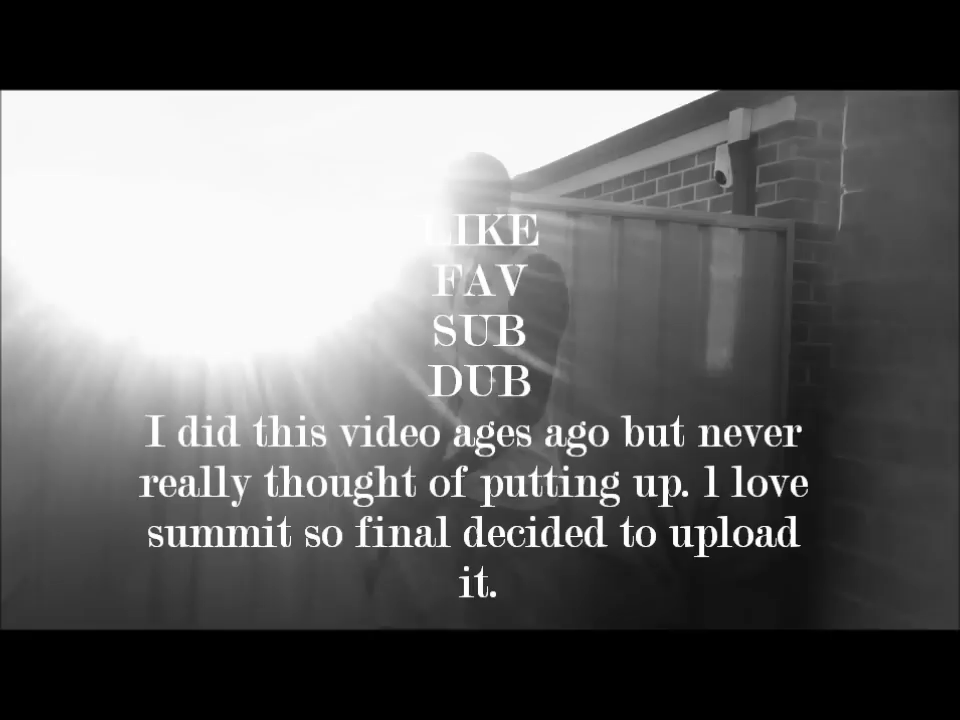 LIKE
FAV
SUB
DUB
I did this video ages ago but never
really thought of putting up. l love
summit so final decided to upload
it.